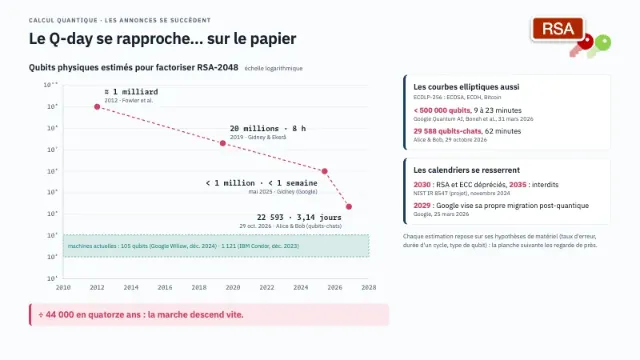 CALCUL QUANTIQUE · LES ANNONCES SE SUCCÈDENT
Le Q-day se rapproche... sur le papier
RSA
Qubits physiques estimés pour factoriser RSA-2048 échelle logarithmique
≈ 1 milliard
2012 · Fowler et al.
20 millions · 8 h
2019 · Gidney & Ekerå
< 1 million · < 1 semaine
mai 2025 · Gidney (Google)
22 593 · 3,14 jours
29 oct. 2026 · Alice & Bob (qubits-chats)
machines actuelles : 105 qubits (Google Willow, déc. 2024) · 1 121 (IBM Condor, déc. 2023)
2010 2012 2014 2016 2018 2020 2022 2024 2026 2028
÷ 44 000 en quatorze ans : la marche descend vite.
Les courbes elliptiques aussi
ECDLP-256 : ECDSA, ECDH, Bitcoin
< 500 000 qubits, 9 à 23 minutes
Google Quantum AI, Boneh et al., 31 mars 2026
29 588 qubits-chats, 62 minutes
Alice & Bob, 29 octobre 2026
Les calendriers se resserrent
2030 : RSA et ECC dépréciés, 2035 : interdits
NIST IR 8547 (projet), novembre 2024
2029 : Google vise sa propre migration post-quantique
Google, 25 mars 2026
Chaque estimation repose sur ses hypothèses de matériel (taux d'erreur,
durée d'un cycle, type de qubit) : la planche suivante les regarde de près.